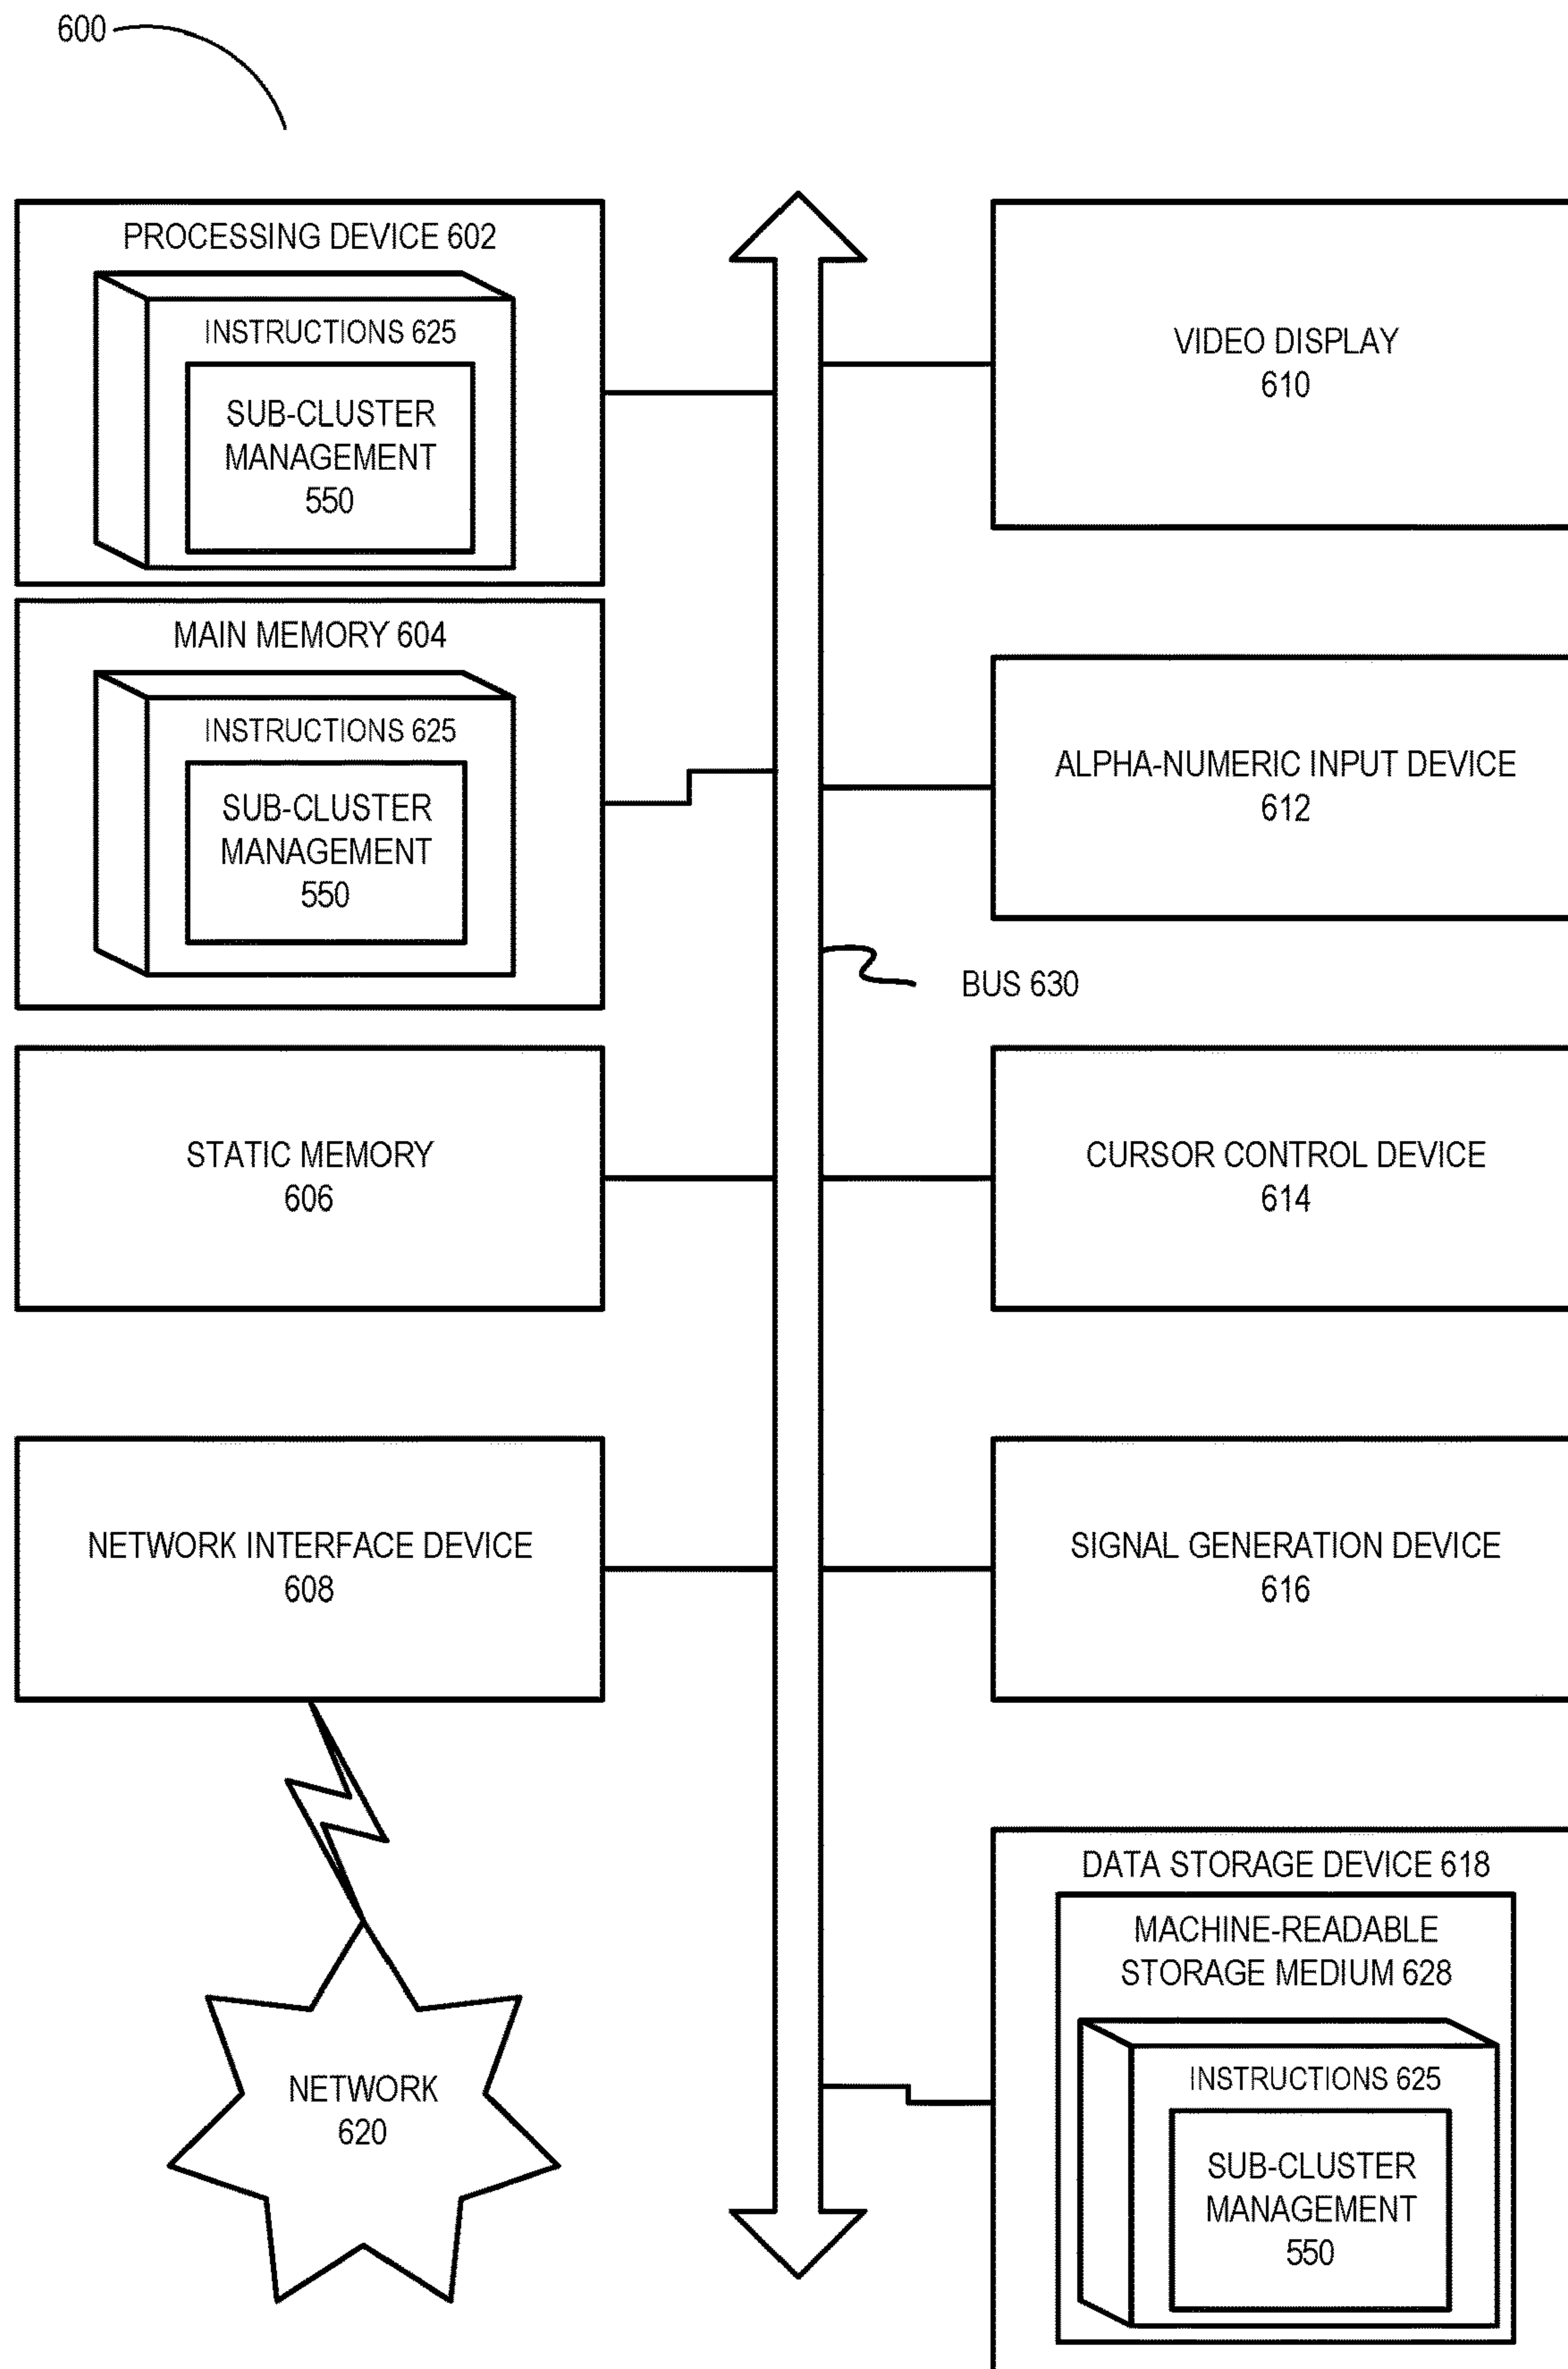 600
PROCESSING DEVICE 602
INSTRUCTIONS 625
SUB-CLUSTER
MANAGEMENT
550
MAIN MEMORY 604
INSTRUCTIONS 625
SUB-CLUSTER
MANAGEMENT
550
STATIC MEMORY
606
NETWORK INTERFACE DEVICE
608
NETWORK
620
BUS 630
VIDEO DISPLAY
610
ALPHA-NUMERIC INPUT DEVICE
612
CURSOR CONTROL DEVICE
614
SIGNAL GENERATION DEVICE
616
DATA STORAGE DEVICE 618
MACHINE-READABLE
STORAGE MEDIUM 628
INSTRUCTIONS 625
SUB-CLUSTER
MANAGEMENT
550